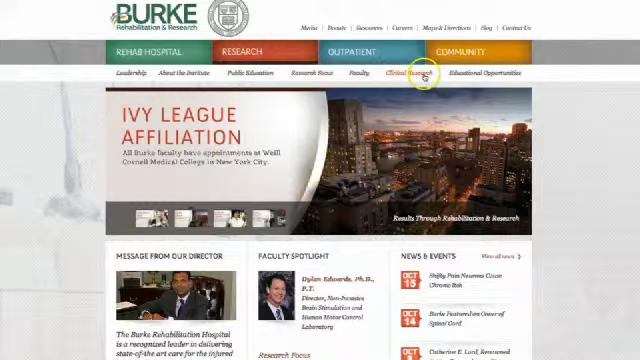 BURKE
Rehabilitation & Research
Media Donate Resources Careers Maps & Directions Blog Contact Us
REHAB HOSPITAL RESEARCH OUTPATIENT COMMUNITY
Leadership About the Institute Public Education Research Focus Faculty Clinical Research Educational Opportunities
IVY LEAGUE
AFFILIATION
All Burke faculty have appointments at Weill
Cornell Medical College in New York City.
Results Through Rehabilitation & Research
MESSAGE FROM OUR DIRECTOR
The Burke Rehabilitation Hospital
is a recognized leader in delivering
state-of-the art care for the injured
FACULTY SPOTLIGHT
Dylan Edwards, Ph.D.,
P.T.
Director, Non-Invasive
Brain Stimulation and
Human Motor Control
Laboratory
Research Focus
NEWS & EVENTS View all news
OCT
15
Shifty Pain Neurones Cause
Chronic Itch
OCT
14
Burke Featured on Cover of
Spinal Cord
OCT
Catherine E. Lord, Renowned